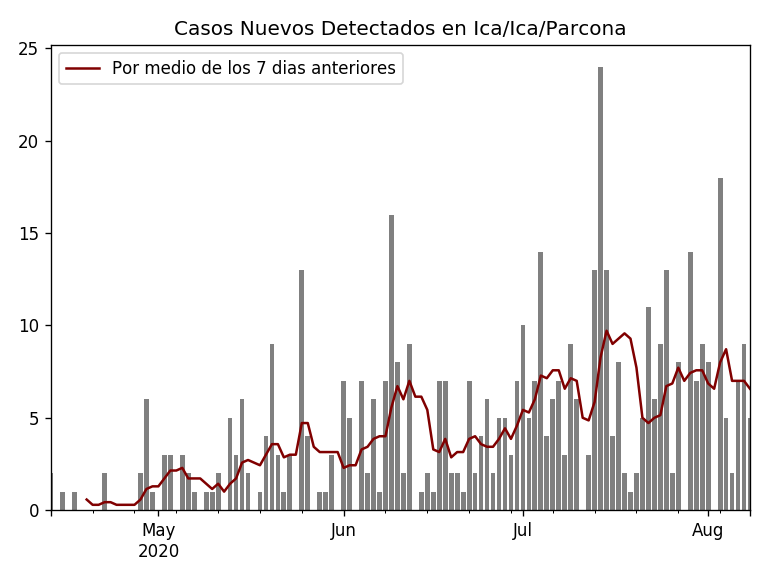 Casos Nuevos Detectados en Ica/Ica/Parcona
Por medio de los 7 dias anteriores
25
20
15
10
5
0
May
2020
Jun
Jul
Aug